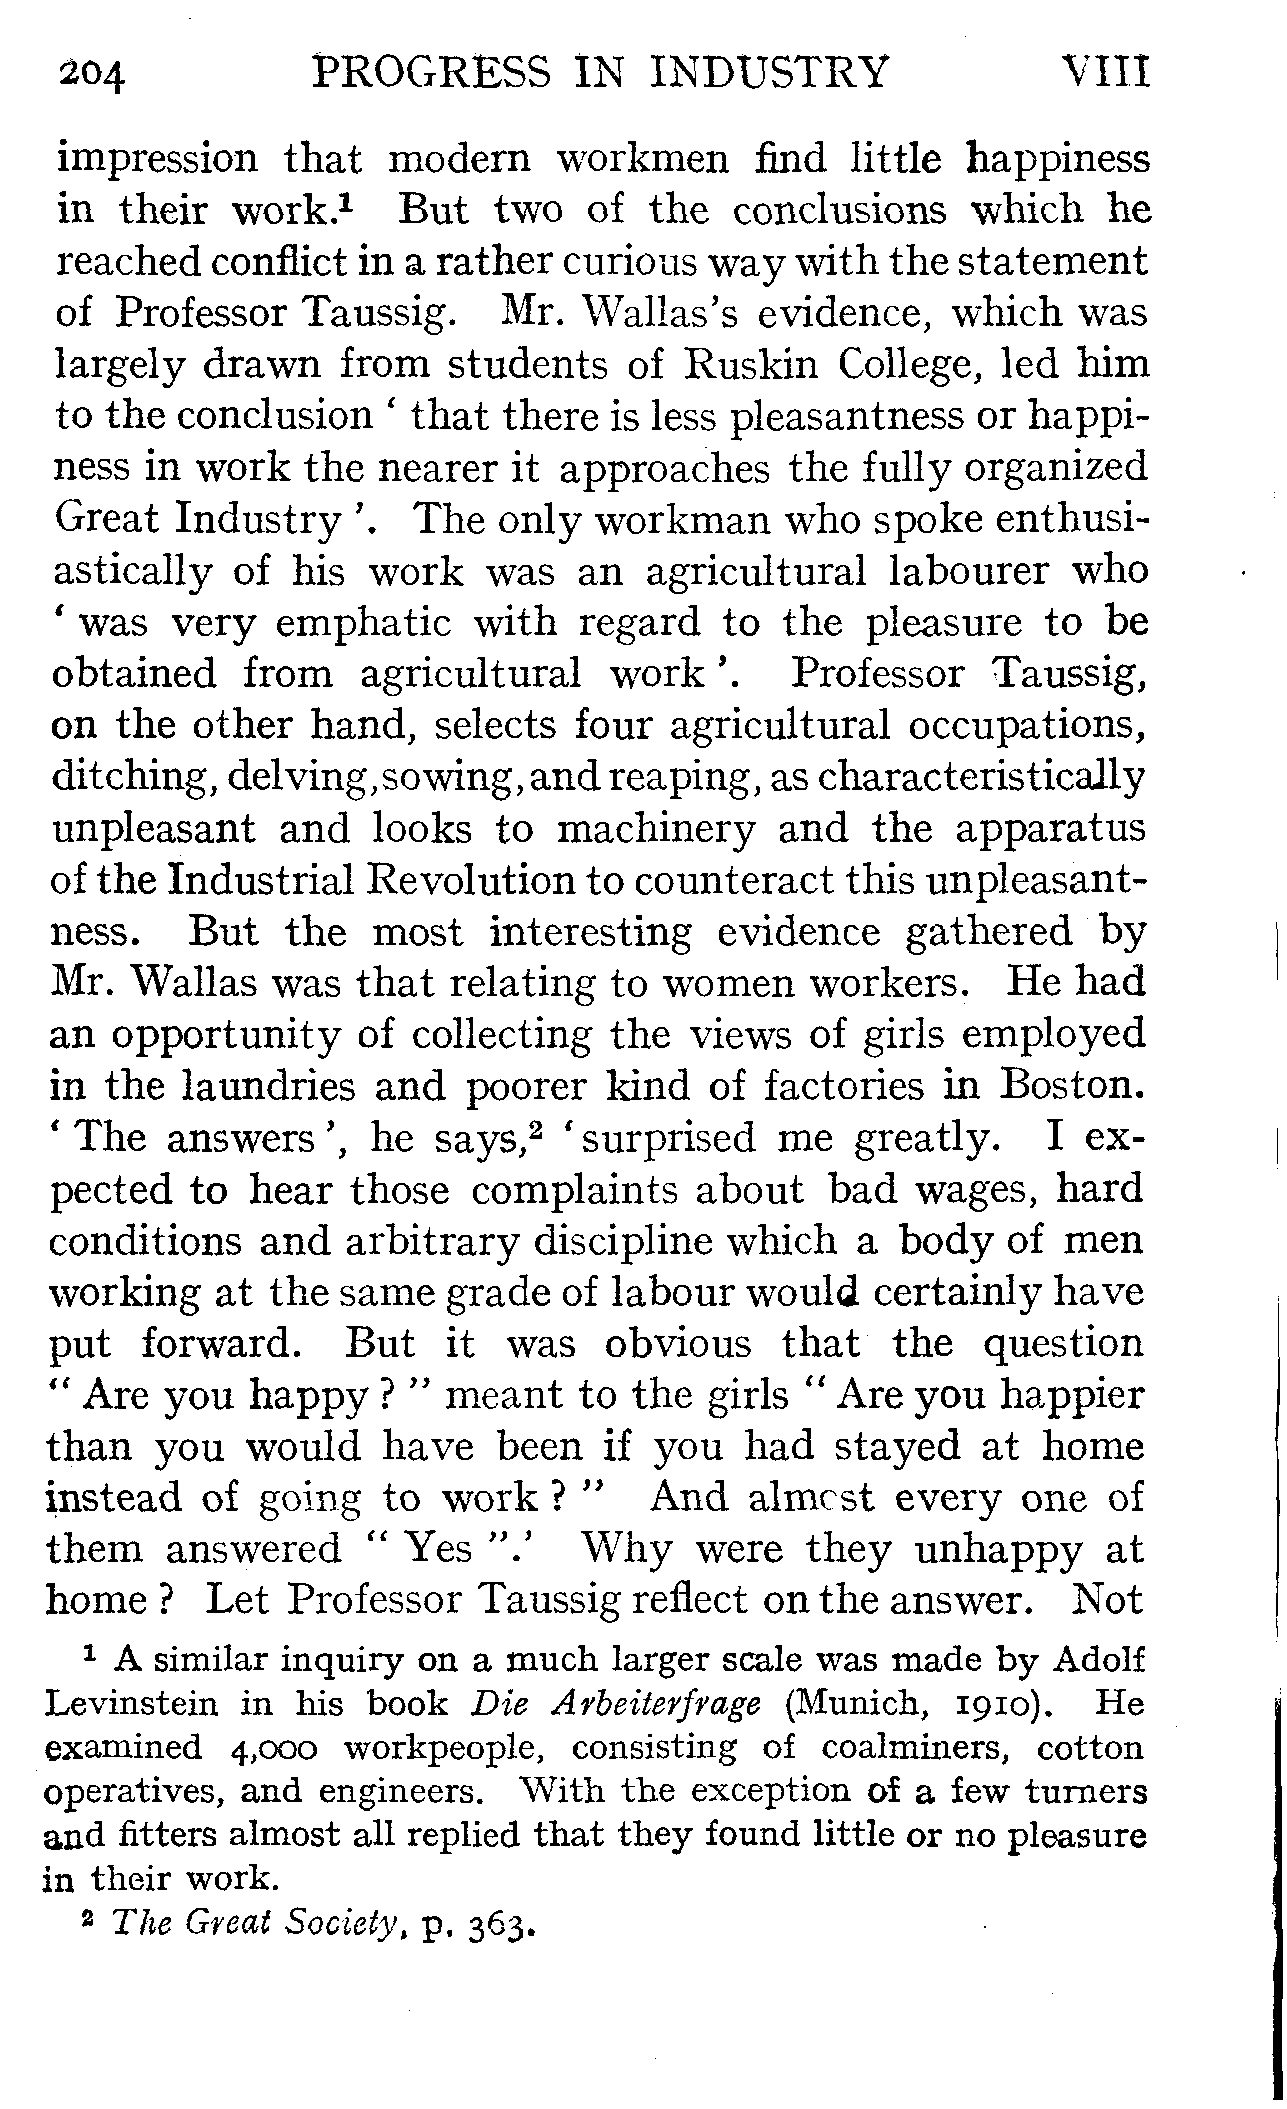 204 PROGRESS IN INDUSTRY VIII
impression that modern workmen find little happiness
in their work.¹ But two of the conclusions which he
reached conflict in a rather curious way with the statement
of Professor Taussig. Mr. Wallas's evidence, which was
largely drawn from students of Ruskin College, led him
to the conclusion ‘ that there is less pleasantness or happi-
ness in work the nearer it approaches the fully organized
Great Industry ’. The only workman who spoke enthusi-
astically of his work was an agricultural labourer who
‘ was very emphatic with regard to the pleasure to be
obtained from agricultural work ’. Professor Taussig,
on the other hand, selects four agricultural occupations,
ditching, delving, sowing, and reaping, as characteristically
unpleasant and looks to machinery and the apparatus
of the Industrial Revolution to counteract this unpleasant-
ness. But the most interesting evidence gathered by
Mr. Wallas was that relating to women workers. He had
an opportunity of collecting the views of girls employed
in the laundries and poorer kind of factories in Boston.
‘ The answers ’, he says,² ‘ surprised me greatly. I ex-
pected to hear those complaints about bad wages, hard
conditions and arbitrary discipline which a body of men
working at the same grade of labour would certainly have
put forward. But it was obvious that the question
“ Are you happy ? ” meant to the girls “ Are you happier
than you would have been if you had stayed at home
instead of going to work ? ” And almost every one of
them answered “ Yes ”.’ Why were they unhappy at
home ? Let Professor Taussig reflect on the answer. Not
¹ A similar inquiry on a much larger scale was made by Adolf
Levinstein in his book Die Arbeiterfrage (Munich, 1910). He
examined 4,000 workpeople, consisting of coalminers, cotton
operatives, and engineers. With the exception of a few turners
and fitters almost all replied that they found little or no pleasure
in their work.
² The Great Society, p. 363.